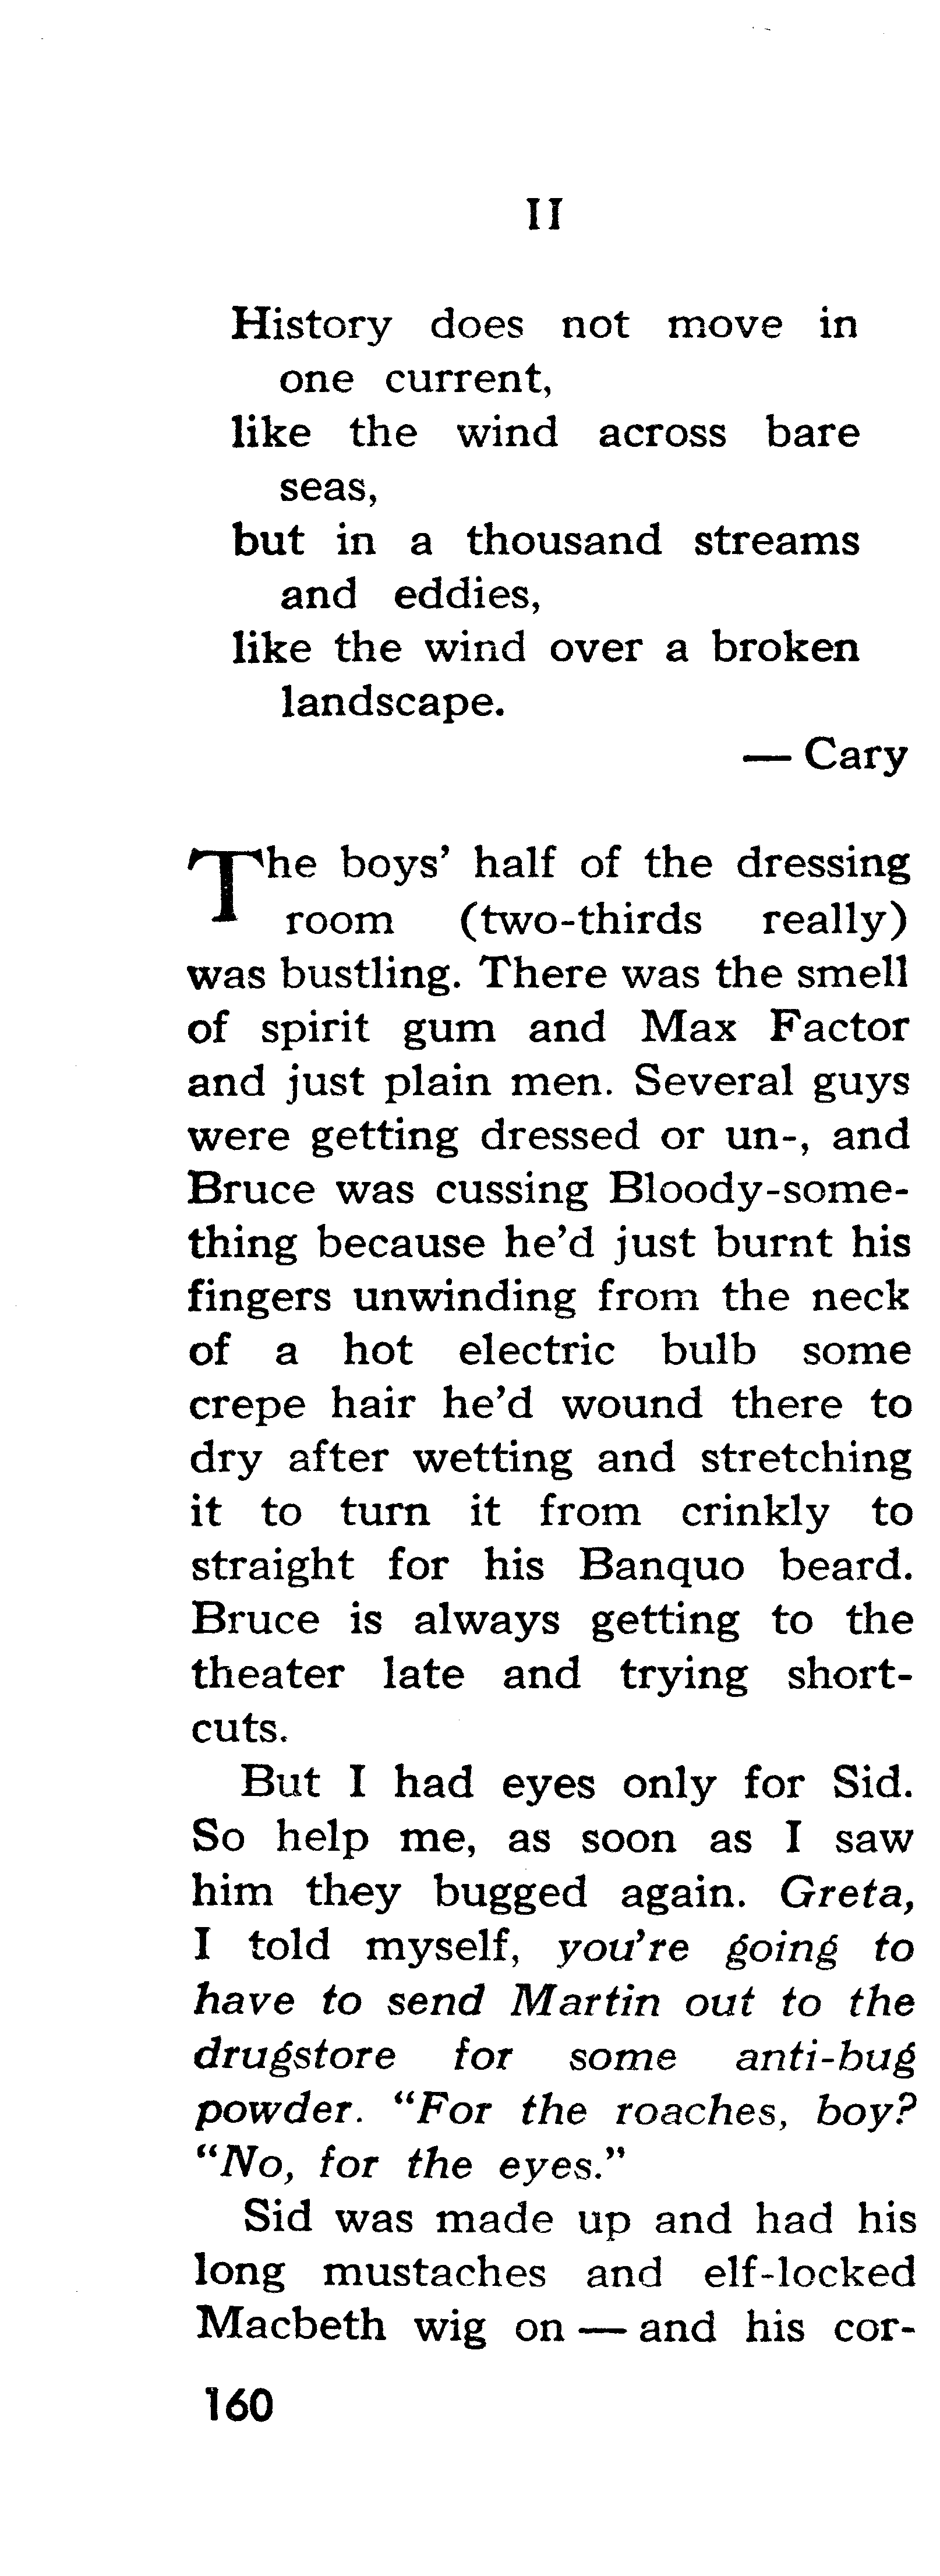 II
History does not move in
one current,
like the wind across bare
seas,
but in a thousand streams
and eddies,
like the wind over a broken
landscape.
— Cary
The boys' half of the dressing
room (two-thirds really)
was bustling. There was the smell
of spirit gum and Max Factor
and just plain men. Several guys
were getting dressed or un-, and
Bruce was cussing Bloody-some-
thing because he'd just burnt his
fingers unwinding from the neck
of a hot electric bulb some
crepe hair he'd wound there to
dry after wetting and stretching
it to turn it from crinkly to
straight for his Banquo beard.
Bruce is always getting to the
theater late and trying short-
cuts.
But I had eyes only for Sid.
So help me, as soon as I saw
him they bugged again. Greta,
I told myself, you're going to
have to send Martin out to the
drugstore for some anti-bug
powder. “For the roaches, boy?
“No, for the eyes.”
Sid was made up and had his
long mustaches and elf-locked
Macbeth wig on — and his cor-
160